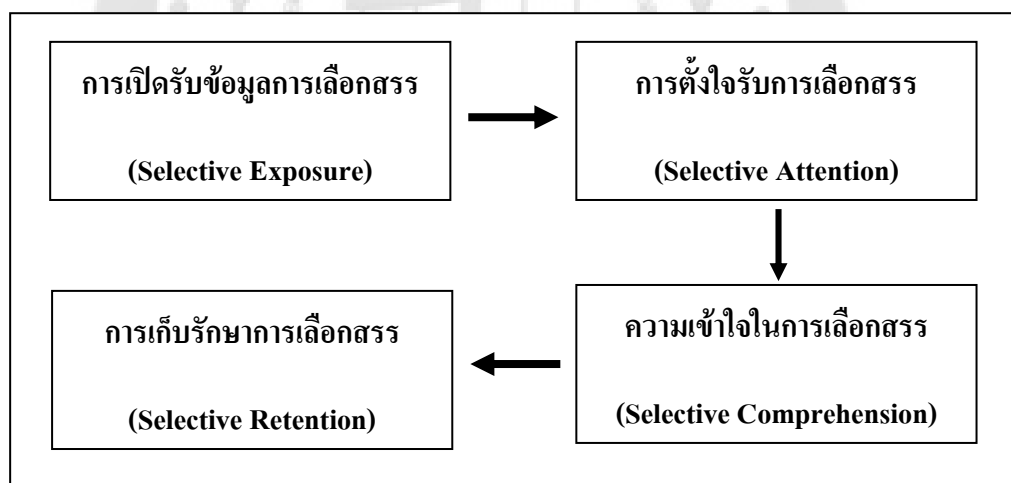 การเปิดรับข้อมูลการเลือกสรร
(Selective Exposure)
การตั้งใจรับการเลือกสรร
(Selective Attention)
ความเข้าใจในการเลือกสรร
(Selective Comprehension)
การเก็บรักษาการเลือกสรร
(Selective Retention)